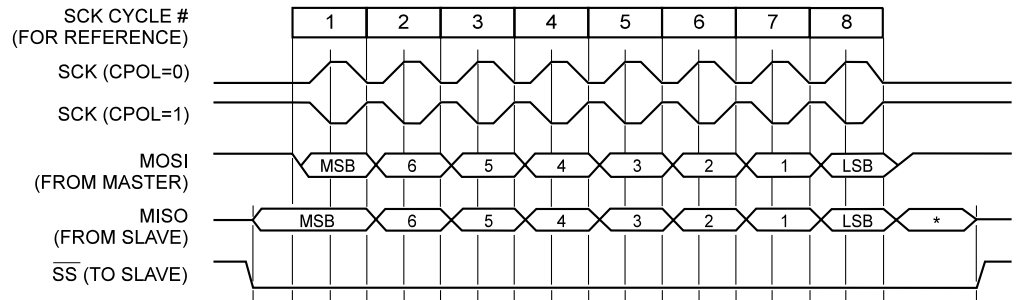 SCK CYCLE # 1 2 3 4 5 6 7 8
(FOR REFERENCE)
SCK (CPOL=0)
SCK (CPOL=1)
MOSI MSB 6 5 4 3 2 1 LSB
(FROM MASTER)
MISO MSB 6 5 4 3 2 1 LSB *
(FROM SLAVE)
SS (TO SLAVE)